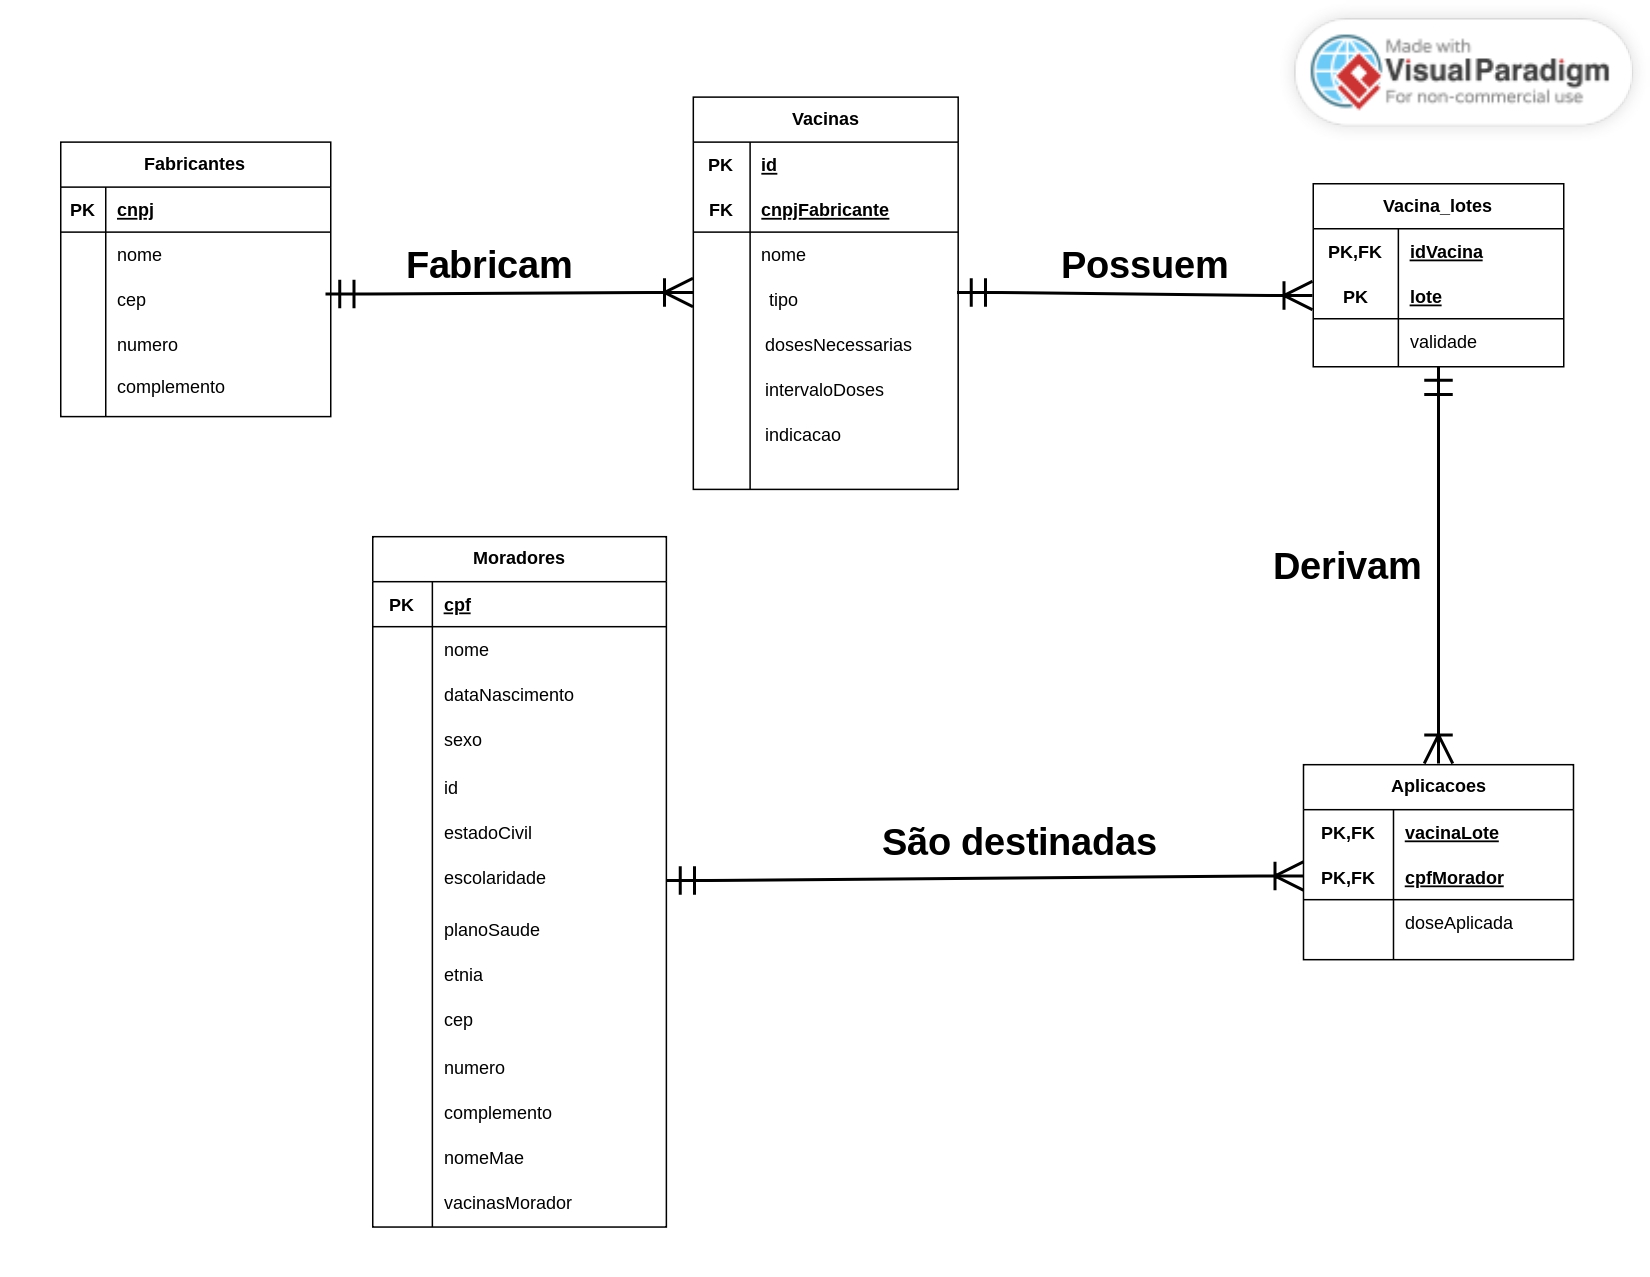 Made with
Visual Paradigm
For non-commercial use
Fabricantes
PK cnpj
nome
cep
numero
complemento
Fabricam
Vacinas
PK id
FK cnpjFabricante
nome
tipo
dosesNecessarias
intervaloDoses
indicacao
Possuem
Vacina_lotes
PK,FK idVacina
PK lote
validade
Derivam
Moradores
PK cpf
nome
dataNascimento
sexo
id
estadoCivil
escolaridade
planoSaude
etnia
cep
numero
complemento
nomeMae
vacinasMorador
São destinadas
Aplicacoes
PK,FK vacinaLote
PK,FK cpfMorador
doseAplicada